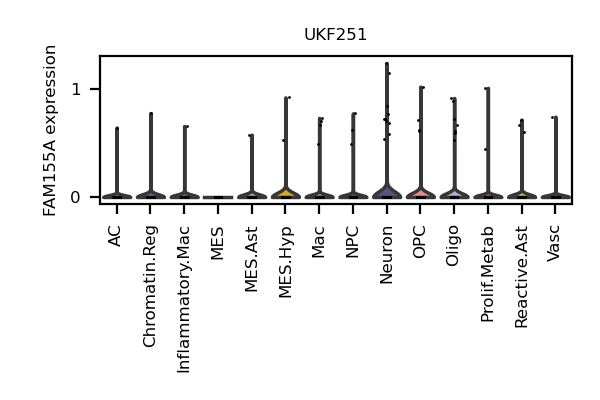 UKF251
FAM155A expression
1
0
AC
Chromatin.Reg
Inflammatory.Mac
MES
MES.Ast
MES.Hyp
Mac
NPC
Neuron
OPC
Oligo
Prolif.Metab
Reactive.Ast
Vasc